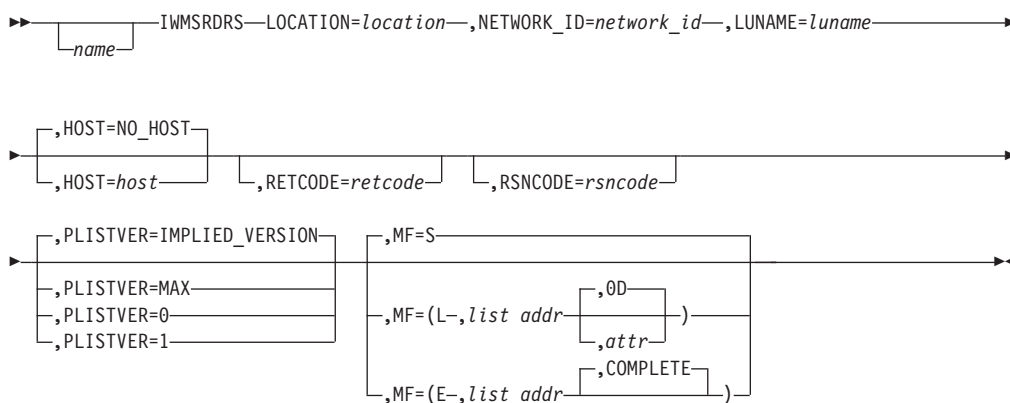 IWMSRDRS LOCATION=location ,NETWORK_ID=network_id ,LUNAME=luname
name
,HOST=NO_HOST
,HOST=host ,RETCODE=retcode ,RSNCODE=rsncode
,PLISTVER=IMPLIED_VERSION ,MF=S
,PLISTVER=MAX
,PLISTVER=0
,PLISTVER=1
,0D
,MF=(L ,list addr )
,attr
,COMPLETE
,MF=(E ,list addr )